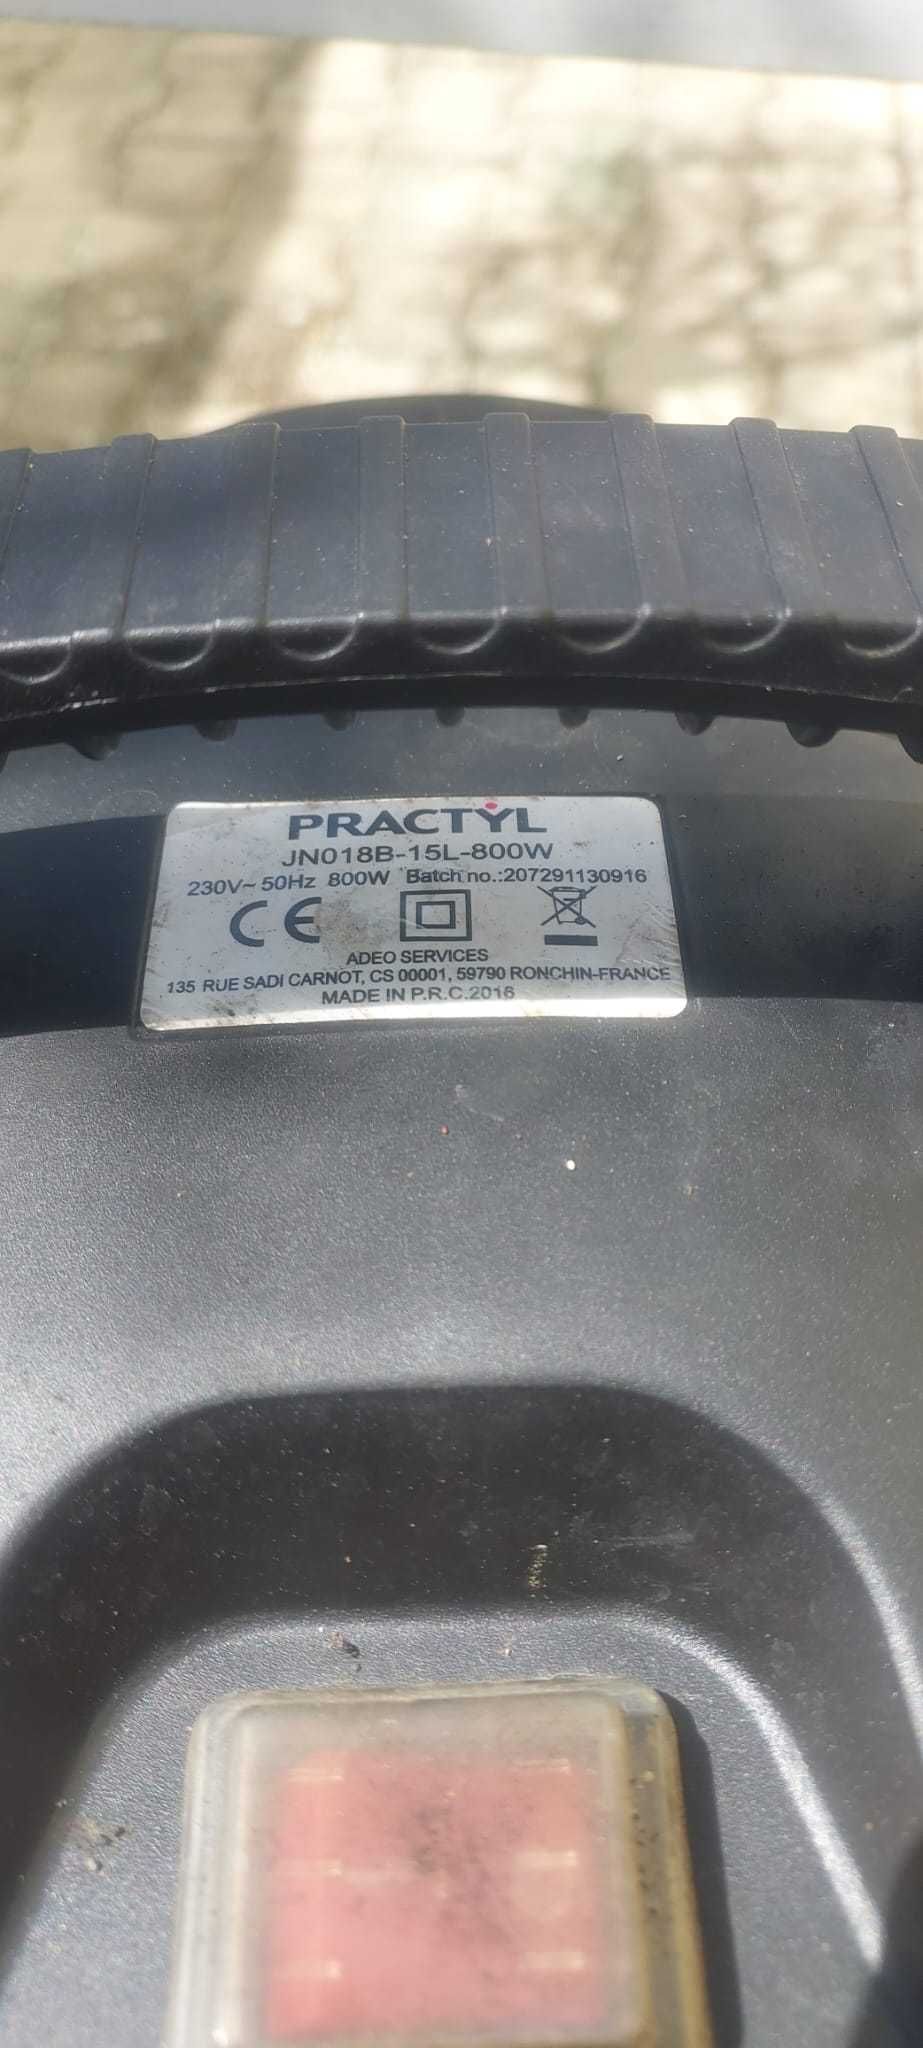 PRACTYL
JN018B-15L-800W
230V~ 50Hz 800W Batch no.:207291130916
CE
ADEO SERVICES
135 RUE SADI CARNOT, CS 00001, 59790 RONCHIN-FRANCE
MADE IN P.R.C.2016